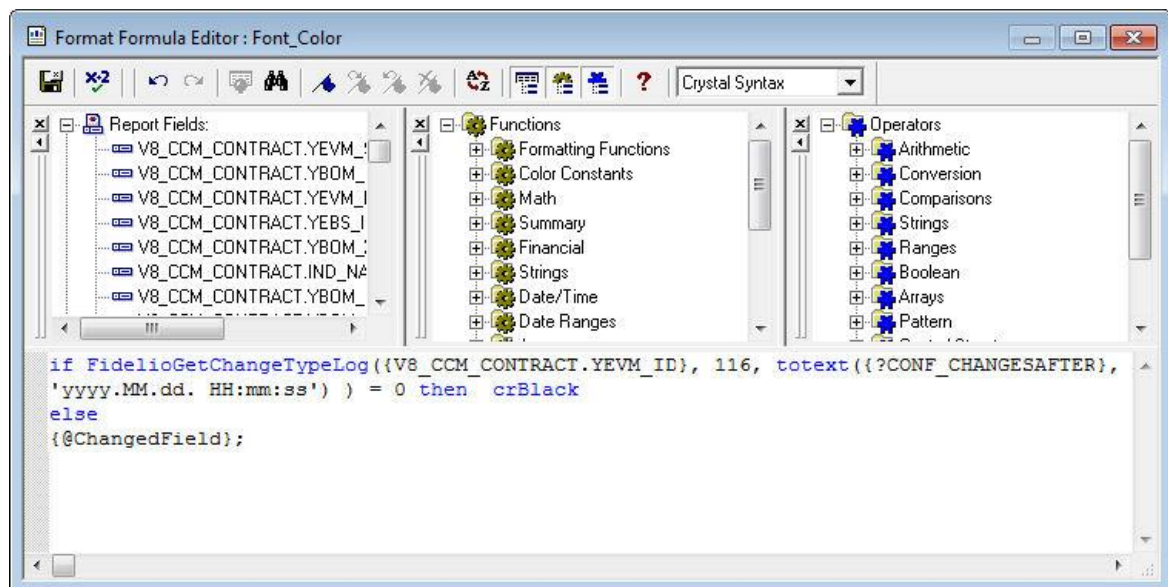 Format Formula Editor : Font_Color
Crystal Syntax
Report Fields:
V8_CCM_CONTRACT.YEVM_
V8_CCM_CONTRACT.YBOM_
V8_CCM_CONTRACT.YEVM_
V8_CCM_CONTRACT.YEBS_I
V8_CCM_CONTRACT.YBOM_
V8_CCM_CONTRACT.IND_NA
V8_CCM_CONTRACT.YBOM_
Functions
Formatting Functions
Color Constants
Math
Summary
Financial
Strings
Date/Time
Date Ranges
Operators
Arithmetic
Conversion
Comparisons
Strings
Ranges
Boolean
Arrays
Pattern
if FidelioGetChangeTypeLog({V8_CCM_CONTRACT.YEVM_ID}, 116, totext({?CONF_CHANGESAFTER},
'yyyy.MM.dd. HH:mm:ss') ) = 0 then  crBlack
else
{@ChangedField};